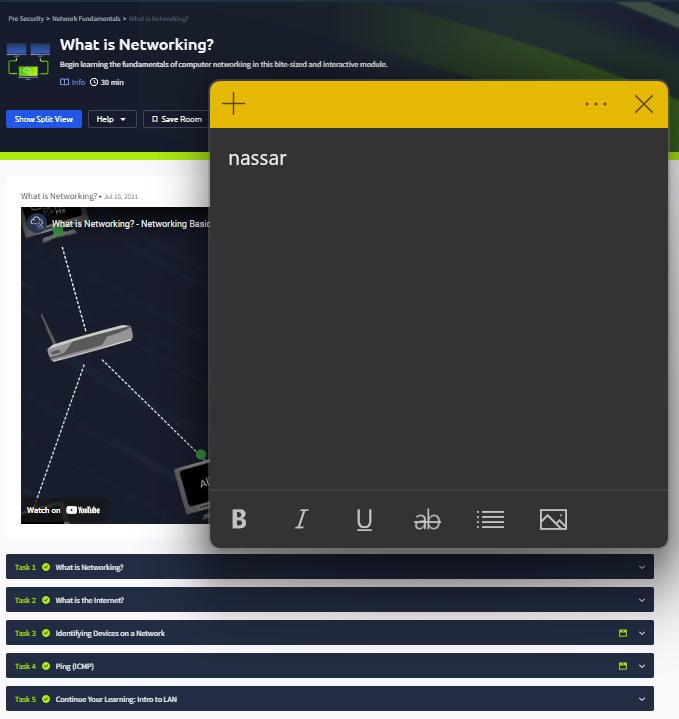 Pre Security > Network Fundamentals > What is Networking?
What is Networking?
Begin learning the fundamentals of computer networking in this bite-sized and interactive module.
Info 30 min
Show Split View Help Save Room
nassar
What is Networking? • Jul 10, 2021
What is Networking? - Networking Basic
Watch on YouTube
B I U ab
Task 1 What is Networking?
Task 2 What is the Internet?
Task 3 Identifying Devices on a Network
Task 4 Ping (ICMP)
Task 5 Continue Your Learning: Intro to LAN